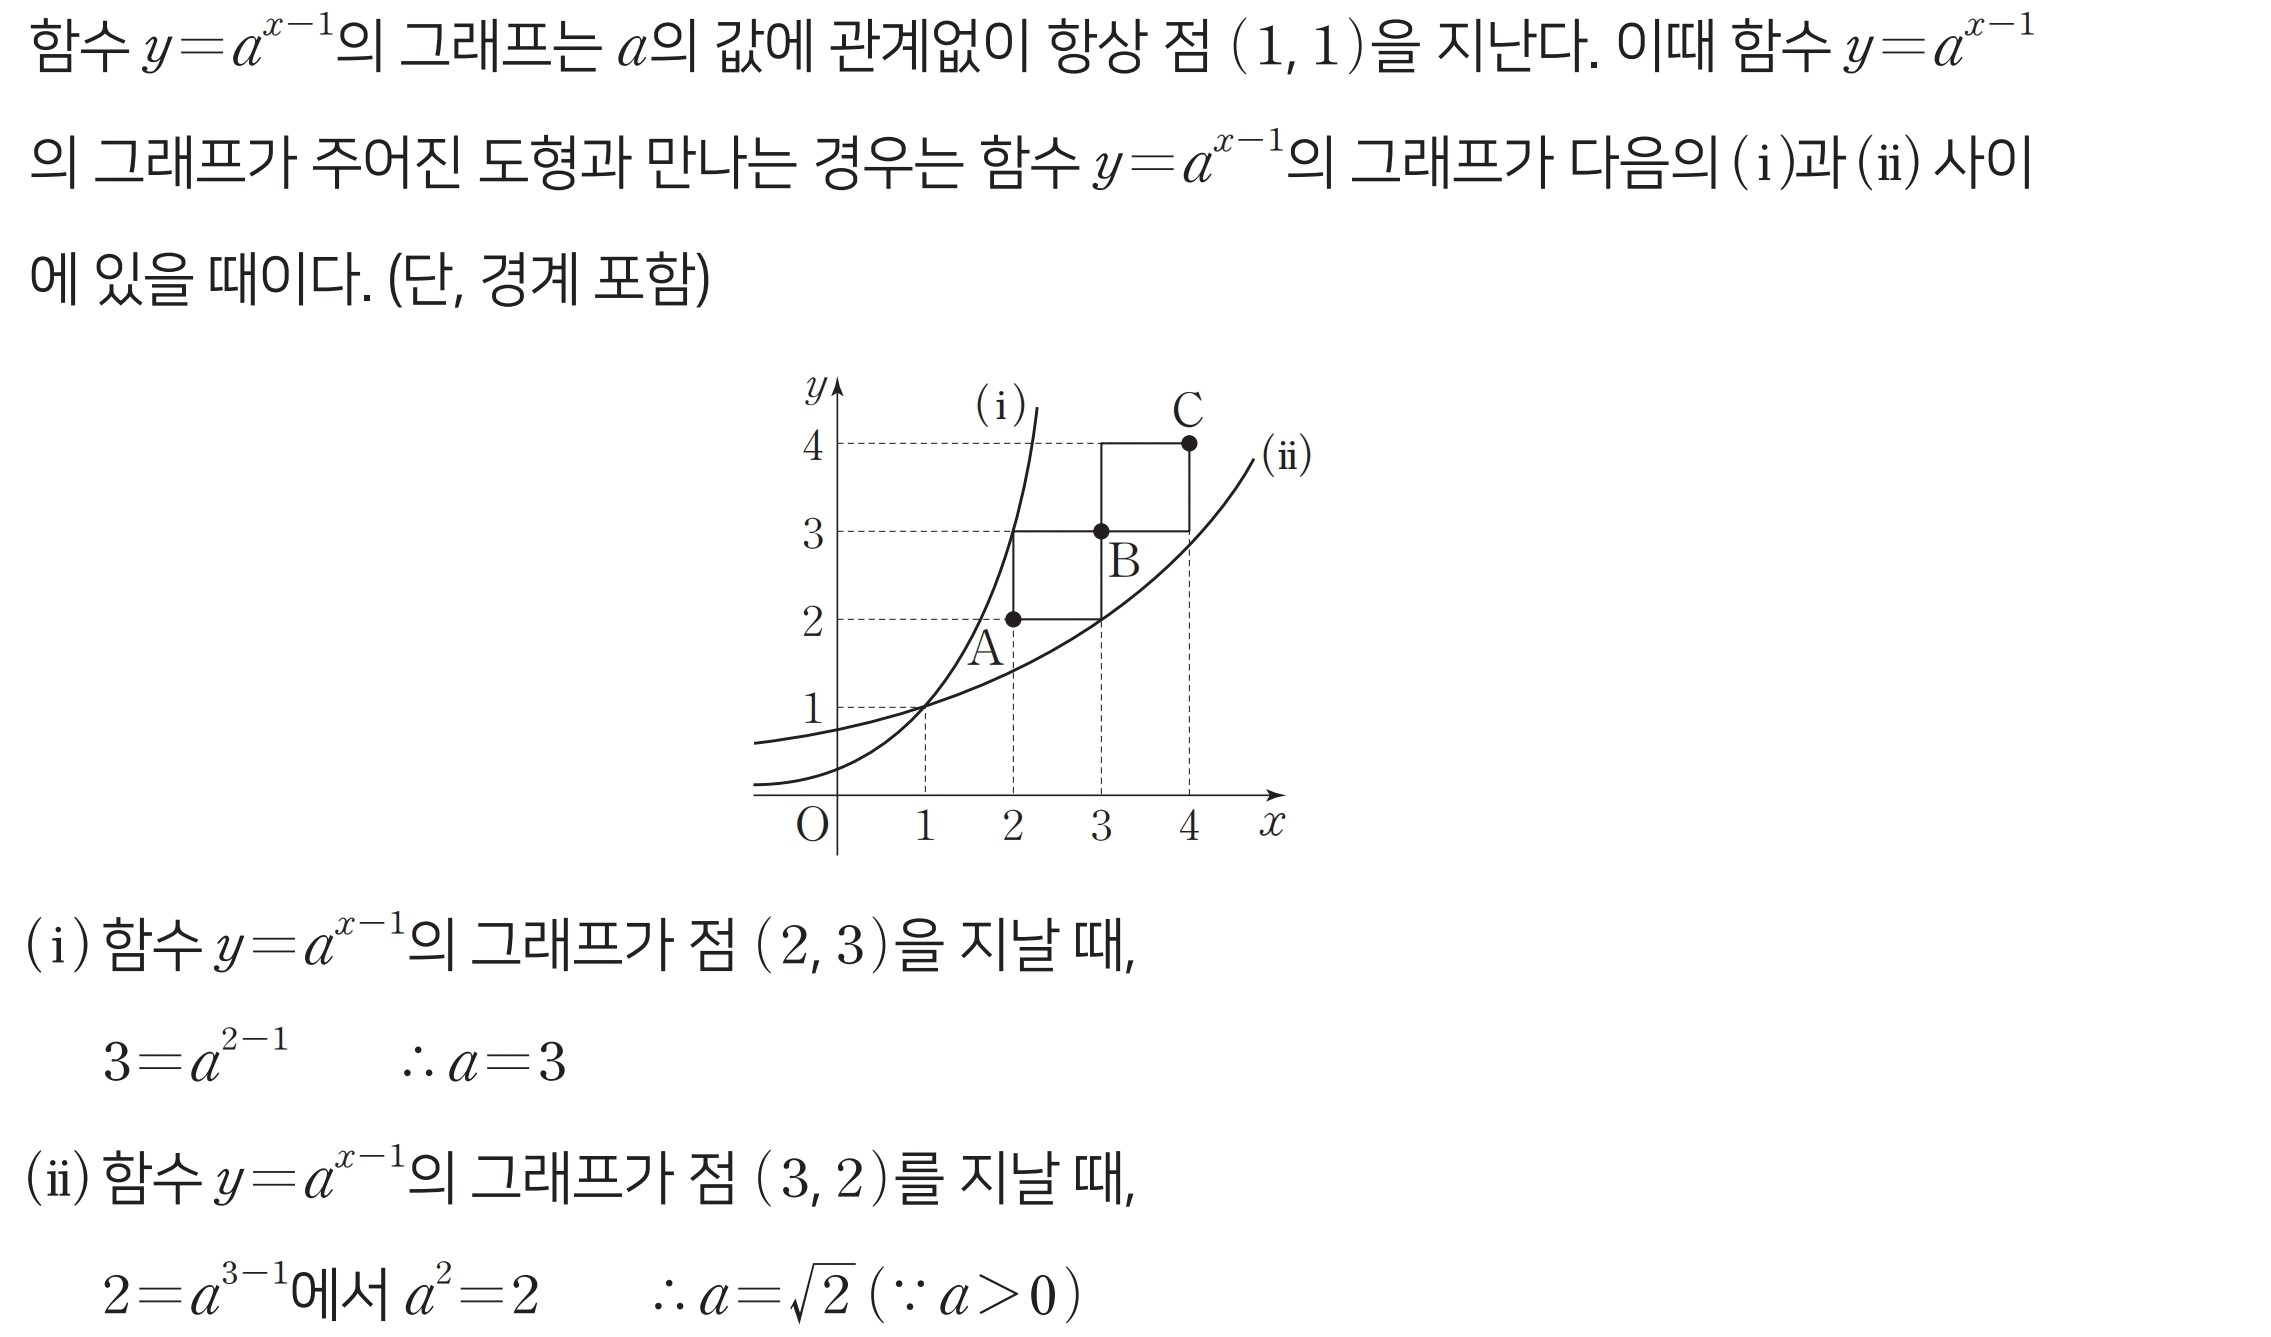 함수 y=a^{x-1}의 그래프는 a의 값에 관계없이 항상 점 (1, 1)을 지난다. 이때 함수 y=a^{x-1}
의 그래프가 주어진 도형과 만나는 경우는 함수 y=a^{x-1}의 그래프가 다음의 (ⅰ)과 (ⅱ) 사이
에 있을 때이다. (단, 경계 포함)
y
(ⅰ)
C
4
(ⅱ)
3
B
2
A
1
O 1 2 3 4 x
(ⅰ) 함수 y=a^{x-1}의 그래프가 점 (2, 3)을 지날 때,
3=a^{2-1} ∴ a=3
(ⅱ) 함수 y=a^{x-1}의 그래프가 점 (3, 2)를 지날 때,
2=a^{3-1}에서 a^2=2 ∴ a=√2 (∵ a>0)